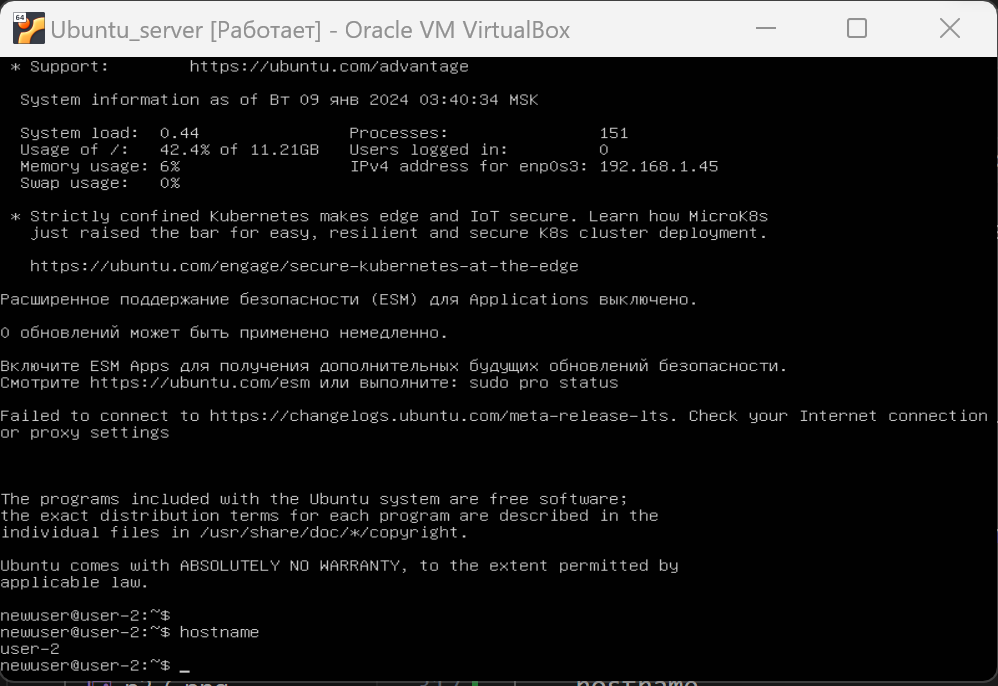 64
Ubuntu_server [Работает] - Oracle VM VirtualBox
* Support:        https://ubuntu.com/advantage
System information as of Вт 09 янв 2024 03:40:34 MSK
System load:  0.44               Processes:               151
Usage of /:   42.4% of 11.21GB   Users logged in:         0
Memory usage: 6%                 IPv4 address for enp0s3: 192.168.1.45
Swap usage:   0%
* Strictly confined Kubernetes makes edge and IoT secure. Learn how MicroK8s
just raised the bar for easy, resilient and secure K8s cluster deployment.
https://ubuntu.com/engage/secure-kubernetes-at-the-edge
Расширенное поддержание безопасности (ESM) для Applications выключено.
0 обновлений может быть применено немедленно.
Включите ESM Apps для получения дополнительных будущих обновлений безопасности.
Смотрите https://ubuntu.com/esm или выполните: sudo pro status
Failed to connect to https://changelogs.ubuntu.com/meta-release-lts. Check your Internet connection
or proxy settings
The programs included with the Ubuntu system are free software;
the exact distribution terms for each program are described in the
individual files in /usr/share/doc/*/copyright.
Ubuntu comes with ABSOLUTELY NO WARRANTY, to the extent permitted by
applicable law.
newuser@user-2:~$
newuser@user-2:~$ hostname
user-2
newuser@user-2:~$ _
hostname